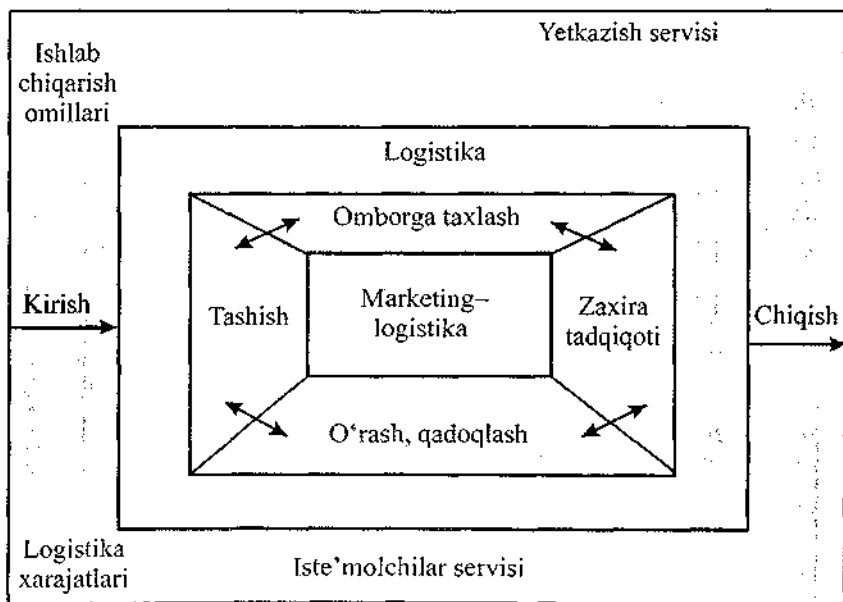 Yetkazish servisi
Ishlab
chiqarish
omillari
Logistika
Omborga taxlash
Kirish
Tashish
Marketing–
logistika
Zaxira
tadqiqoti
Chiqish
O‘rash, qadoqlash
Logistika
xarajatlari
Iste’molchilar servisi